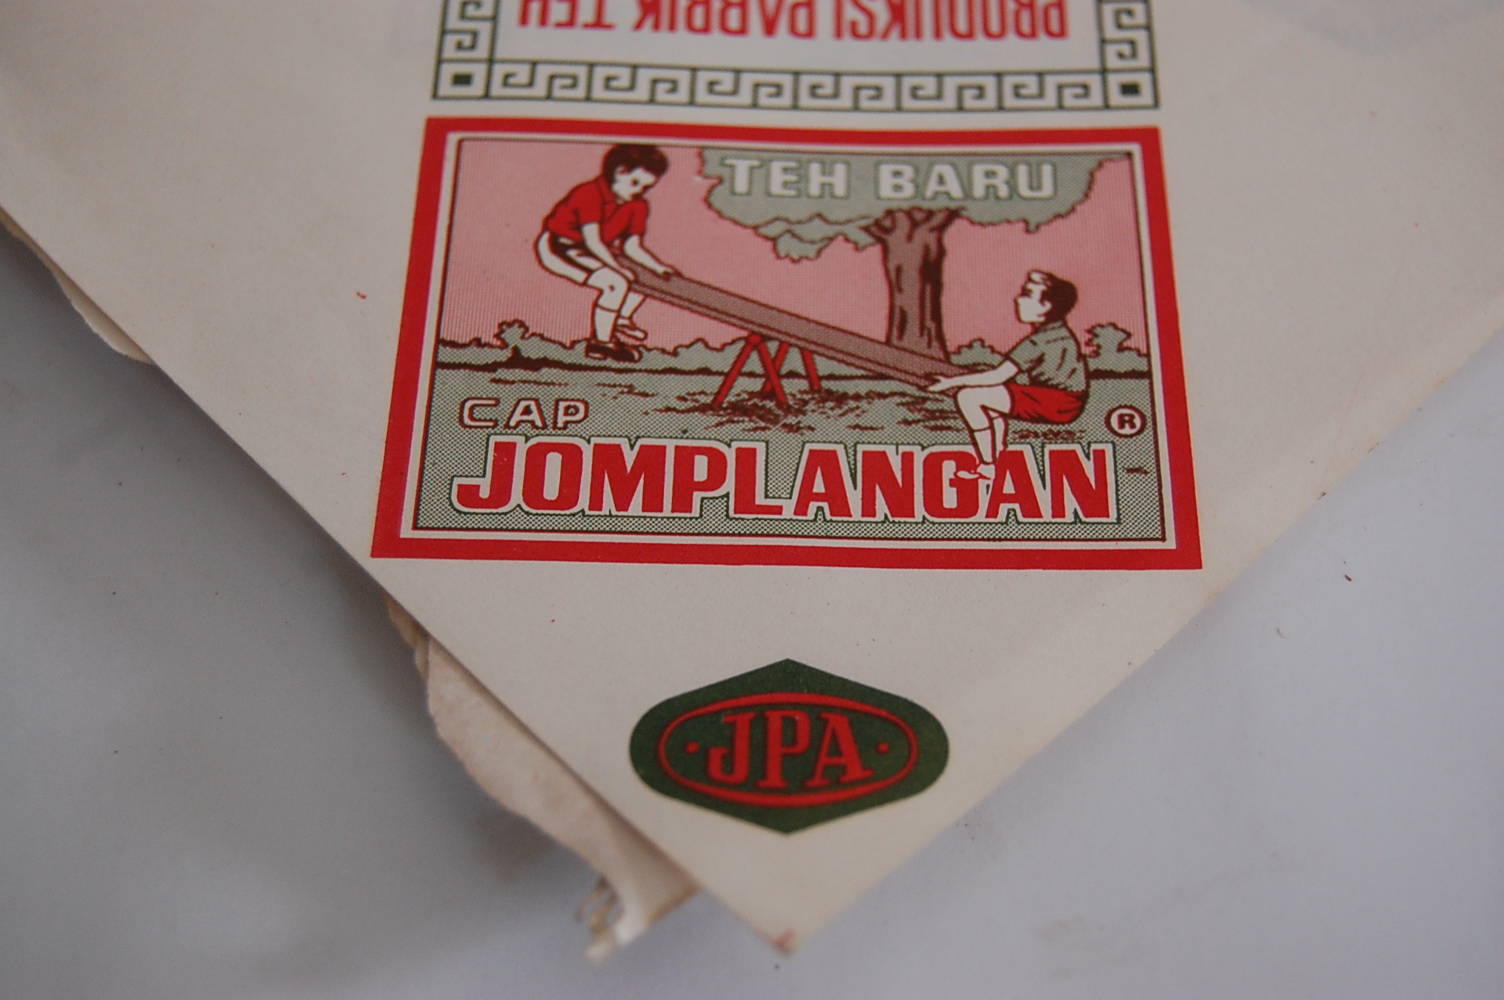 PRODUKSI PABRIK TEH
TEH BARU
CAP
JOMPLANGAN
®
JPA